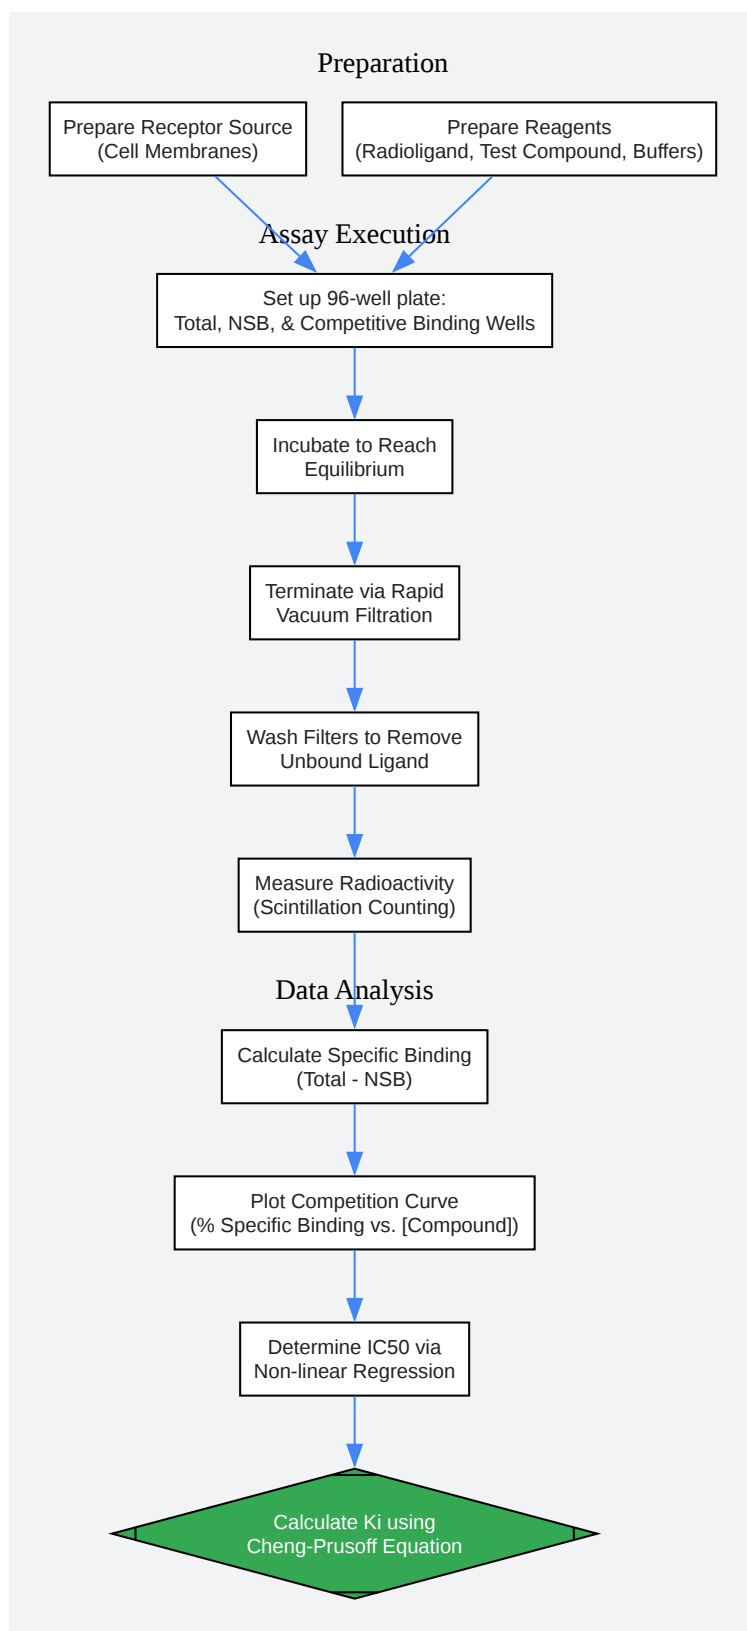 Preparation
Prepare Receptor Source
(Cell Membranes)
Prepare Reagents
(Radioligand, Test Compound, Buffers)
Assay Execution
Set up 96-well plate:
Total, NSB, & Competitive Binding Wells
Incubate to Reach
Equilibrium
Terminate via Rapid
Vacuum Filtration
Wash Filters to Remove
Unbound Ligand
Measure Radioactivity
(Scintillation Counting)
Data Analysis
Calculate Specific Binding
(Total - NSB)
Plot Competition Curve
(% Specific Binding vs. [Compound])
Determine IC50 via
Non-linear Regression
Calculate Ki using
Cheng-Prusoff Equation